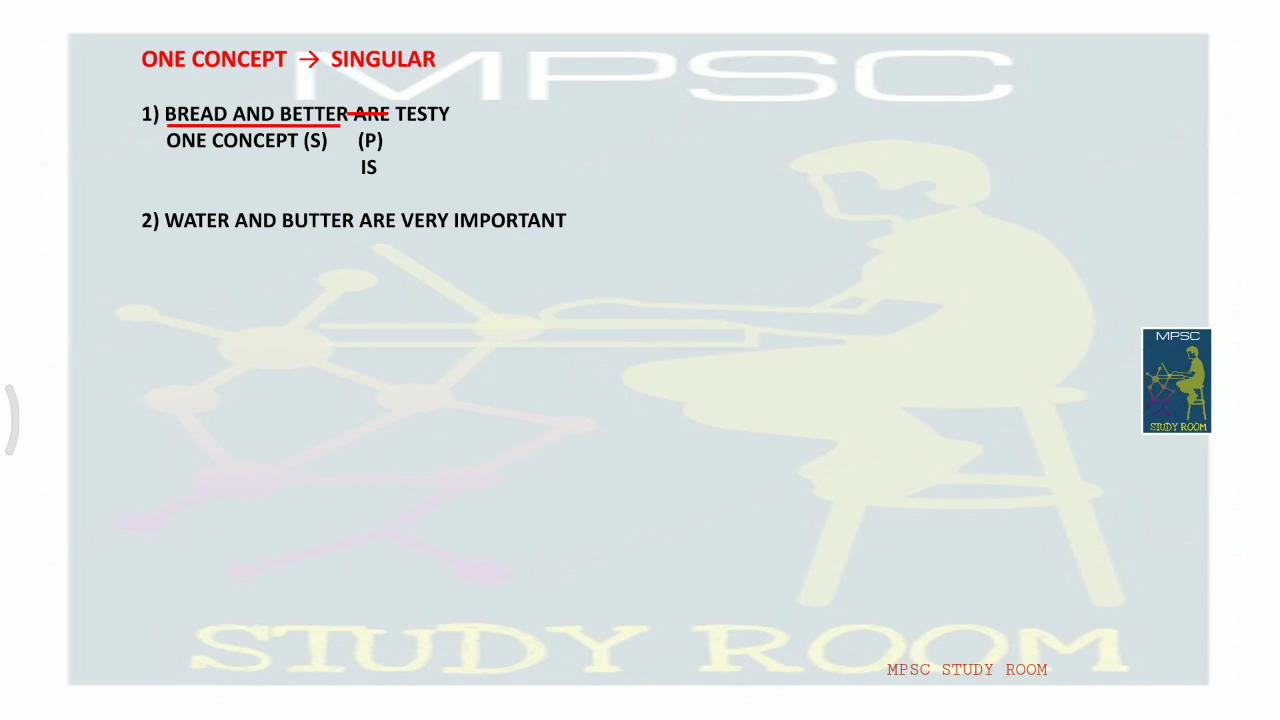 MPSC
ONE CONCEPT → SINGULAR
1) BREAD AND BETTER ARE TESTY
ONE CONCEPT (S) (P)
IS
2) WATER AND BUTTER ARE VERY IMPORTANT
MPSC
STUDY ROOM
STUDY ROOM
MPSC STUDY ROOM